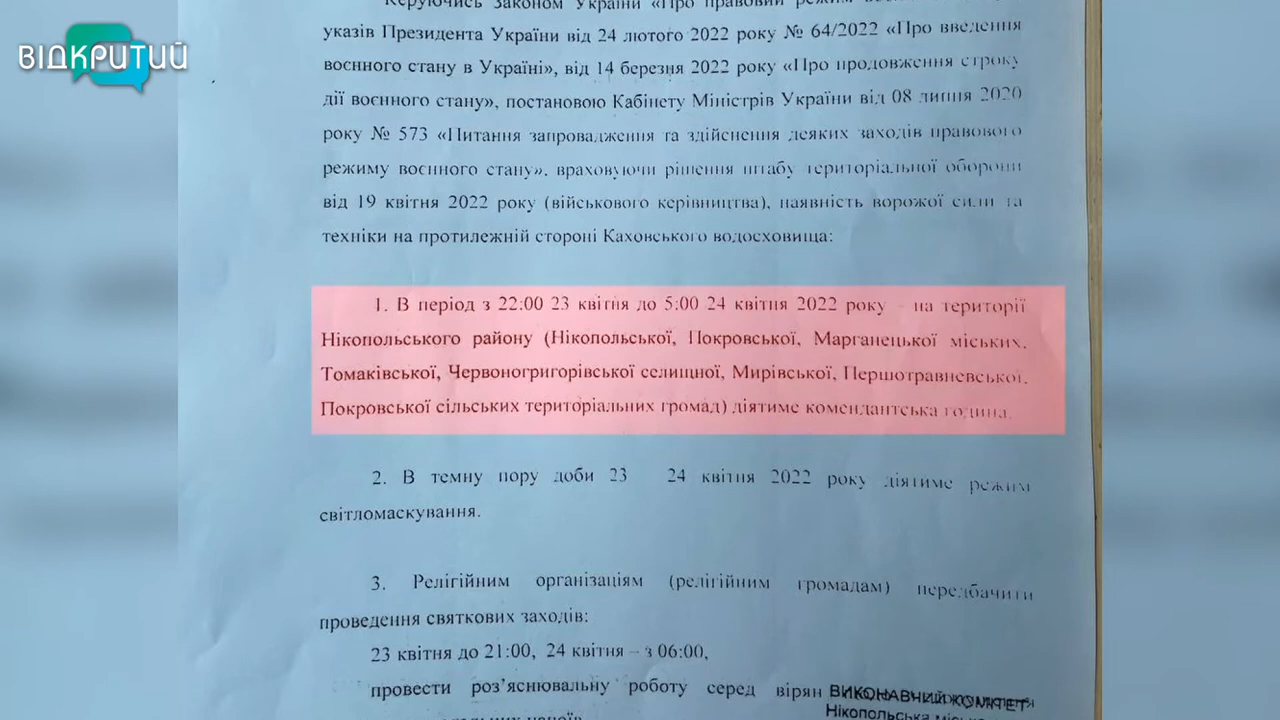 ВІДКРИТИЙ
Керуючись Законом України «Про правовий режим
указів Президента України від 24 лютого 2022 року № 64/2022 «Про введення
воєнного стану в Україні», від 14 березня 2022 року «Про продовження строку
дії воєнного стану», постановою Кабінету Міністрів України від 08 липня 2020
року № 573 «Питання запровадження та здійснення деяких заходів правового
режиму воєнного стану», враховуючи рішення штабу територіальної оборони
від 19 квітня 2022 року (військового керівництва), наявність ворожої сили та
техніки на протилежній стороні Каховського водосховища:
1. В період з 22:00 23 квітня до 5:00 24 квітня 2022 року - на території
Нікопольського району (Нікопольської, Покровської, Марганецької міських,
Томаківської, Червоногригорівської селищної, Мирівської, Першотравневської,
Покровської сільських територіальних громад) діятиме комендантська година.
2. В темну пору доби 23 24 квітня 2022 року діятиме режим
світломаскування.
3. Релігійним організаціям (релігійним громадам) передбачити
проведення святкових заходів:
23 квітня до 21:00, 24 квітня – з 06:00,
провести роз’яснювальну роботу серед вірян
ВИКОНАВЧИЙ КОМІТЕТ
Нікопольська